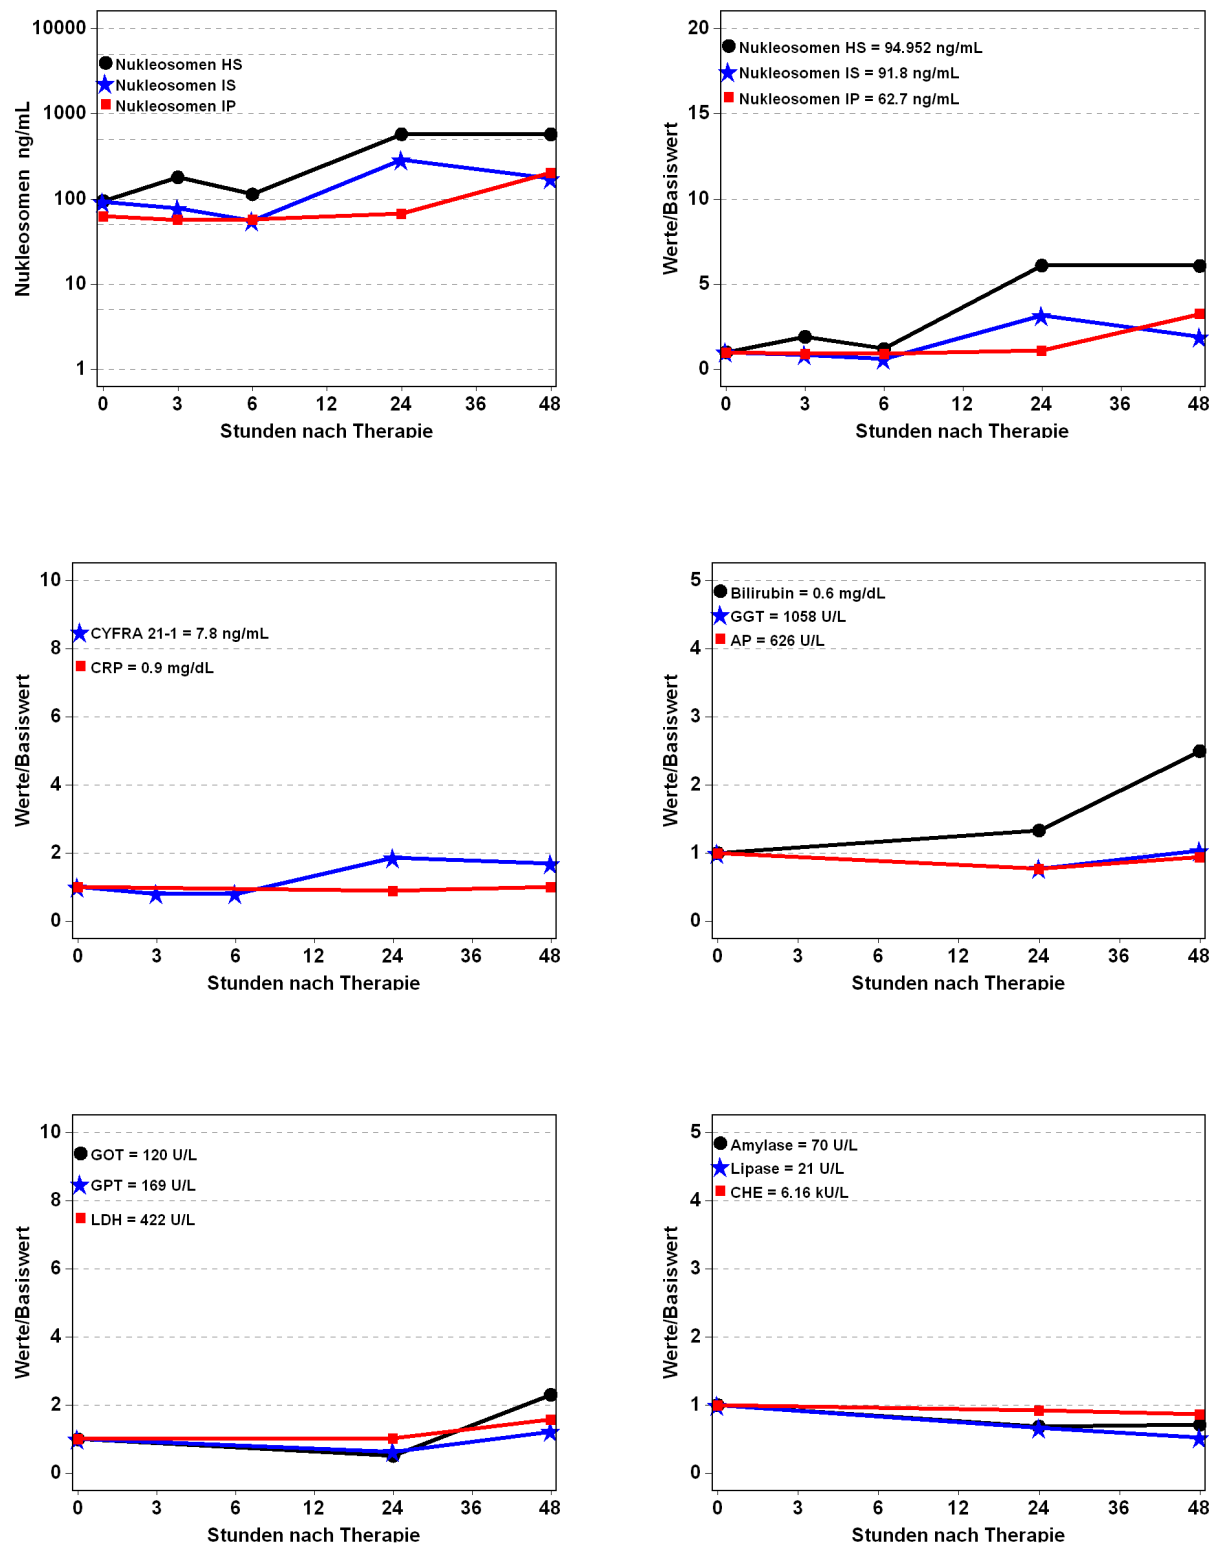 10000
1000
100
10
1
Nukleosomen ng/mL
Nukleosomen HS
Nukleosomen IS
Nukleosomen IP
0 3 6 12 24 36 48
Stunden nach Therapie
20
15
10
5
0
Werte/Basiswert
Nukleosomen HS = 94.952 ng/mL
Nukleosomen IS = 91.8 ng/mL
Nukleosomen IP = 62.7 ng/mL
0 3 6 12 24 36 48
Stunden nach Therapie
10
8
6
4
2
0
Werte/Basiswert
CYFRA 21-1 = 7.8 ng/mL
CRP = 0.9 mg/dL
0 3 6 12 24 36 48
Stunden nach Therapie
5
4
3
2
1
0
Werte/Basiswert
Bilirubin = 0.6 mg/dL
GGT = 1058 U/L
AP = 626 U/L
0 3 6 12 24 36 48
Stunden nach Therapie
10
8
6
4
2
0
Werte/Basiswert
GOT = 120 U/L
GPT = 169 U/L
LDH = 422 U/L
0 3 6 12 24 36 48
Stunden nach Therapie
5
4
3
2
1
0
Werte/Basiswert
Amylase = 70 U/L
Lipase = 21 U/L
CHE = 6.16 kU/L
0 3 6 12 24 36 48
Stunden nach Therapie